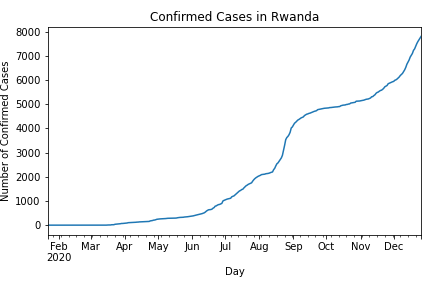 Confirmed Cases in Rwanda
8000
7000
6000
5000
4000
3000
2000
1000
0
Number of Confirmed Cases
Feb Mar Apr May Jun Jul Aug Sep Oct Nov Dec
2020
Day